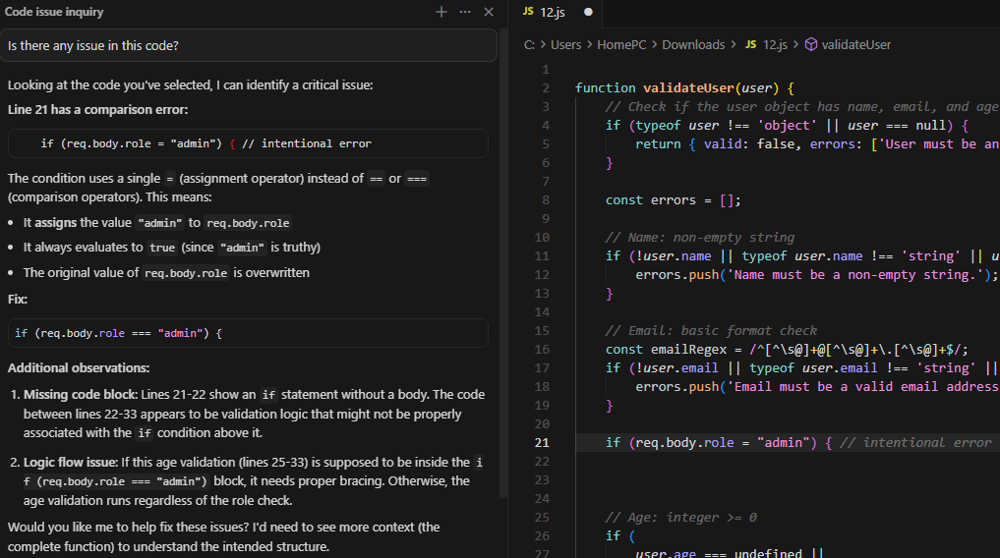 Code issue inquiry
Is there any issue in this code?
Looking at the code you've selected, I can identify a critical issue:
Line 21 has a comparison error:
if (req.body.role = "admin") { // intentional error
The condition uses a single = (assignment operator) instead of == or ===
(comparison operators). This means:
• It assigns the value "admin" to req.body.role
• It always evaluates to true (since "admin" is truthy)
• The original value of req.body.role is overwritten
Fix:
if (req.body.role === "admin") {
Additional observations:
1. Missing code block: Lines 21-22 show an if statement without a body. The code
between lines 22-33 appears to be validation logic that might not be properly
associated with the if condition above it.
2. Logic flow issue: If this age validation (lines 25-33) is supposed to be inside the i
f (req.body.role === "admin") block, it needs proper bracing. Otherwise, the
age validation runs regardless of the role check.
Would you like me to help fix these issues? I'd need to see more context (the
complete function) to understand the intended structure.
JS 12.js
C: > Users > HomePC > Downloads > JS 12.js > validateUser
1
2 function validateUser(user) {
3 // Check if the user object has name, email, and age
4 if (typeof user !== 'object' || user === null) {
5 return { valid: false, errors: ['User must be an
6 }
7
8 const errors = [];
9
10 // Name: non-empty string
11 if (!user.name || typeof user.name !== 'string' || u
12 errors.push('Name must be a non-empty string.');
13 }
14
15 // Email: basic format check
16 const emailRegex = /^[^\s@]+@[^\s@]+\.[^\s@]+$/;
17 if (!user.email || typeof user.email !== 'string' ||
18 errors.push('Email must be a valid email address
19 }
20
21 if (req.body.role = "admin") { // intentional error
22
23
24
25 // Age: integer >= 0
26 if (
27 user.age === undefined ||